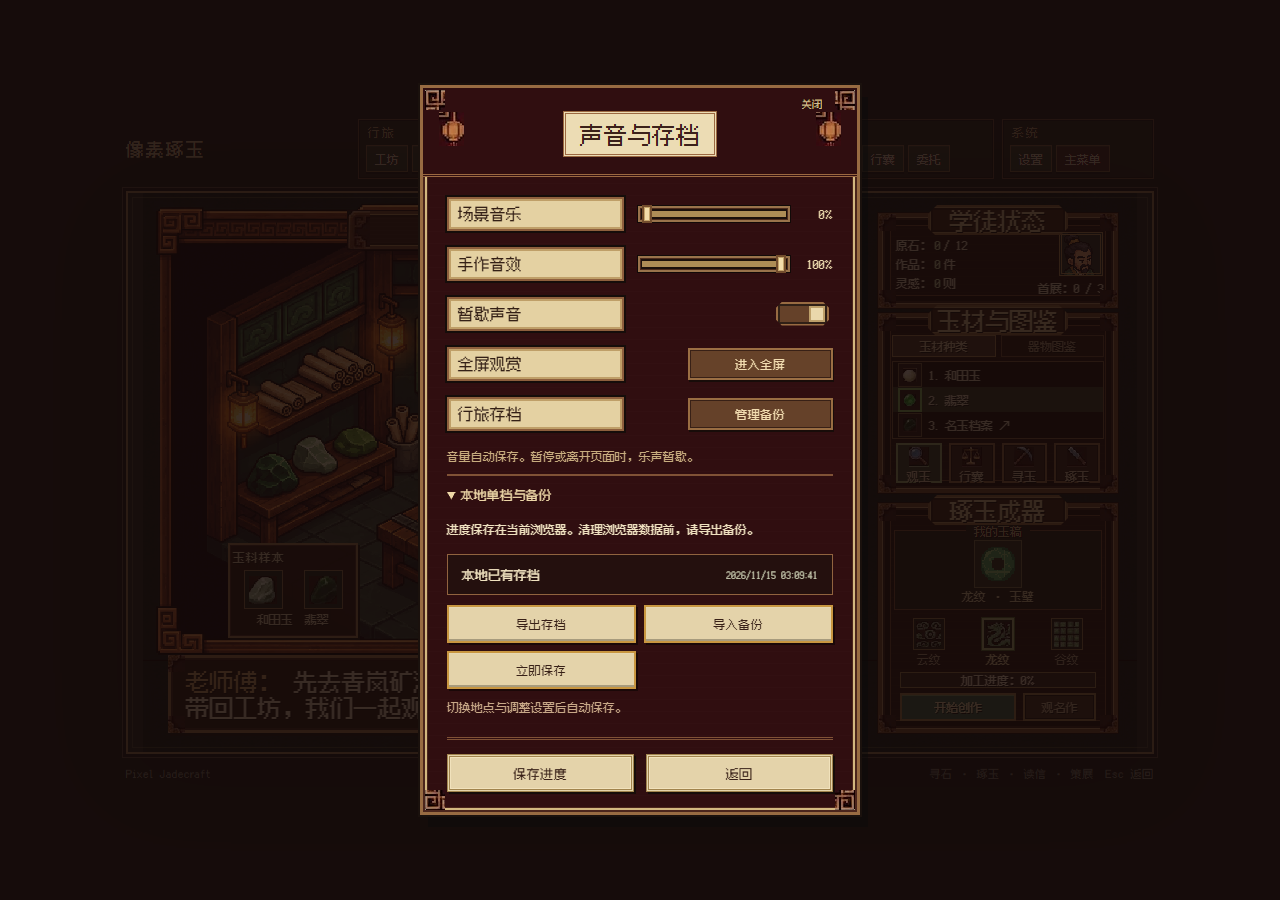 关闭
声音与存档
场景音乐 0%
手作音效 100%
暂歇声音
全屏观赏 进入全屏
行旅存档 管理备份
音量自动保存。暂停或离开页面时，乐声暂歇。
▼ 本地单档与备份
进度保存在当前浏览器。清理浏览器数据前，请导出备份。
本地已有存档 2026/11/15 03:09:41
导出存档 导入备份
立即保存
切换地点与调整设置后自动保存。
保存进度 返回
像素琢玉
行旅
工坊
行囊 委托
系统
设置 主菜单
玉料样本
和田玉 翡翠
老师傅： 先去青岚矿
带回工坊，我们一起观
学徒状态
原石：0 / 12
作品：0 件
灵感：0 则
首展：0 / 3
玉材与图鉴
玉材种类 器物图鉴
1. 和田玉
2. 翡翠
3. 名玉档案 ↗
观玉 行囊 寻玉 琢玉
琢玉成器
我的玉稿
龙纹 · 玉璧
云纹 龙纹 谷纹
加工进度：0%
开始创作 观名作
Pixel Jadecraft
Esc 返回